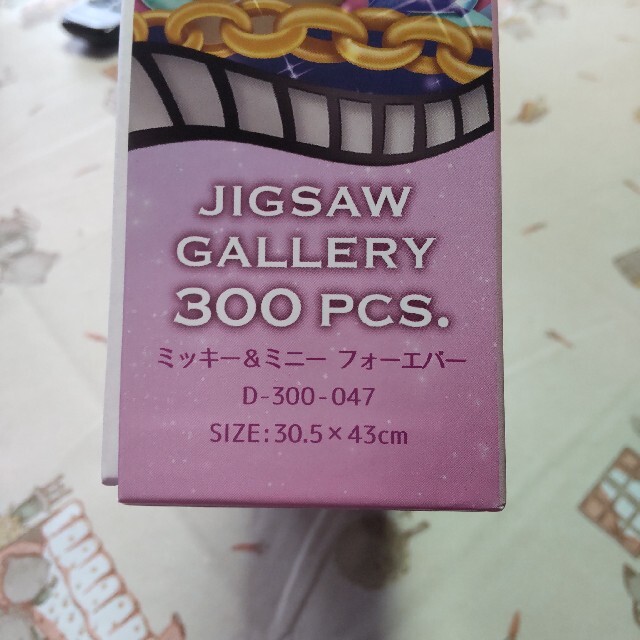 JIGSAW
GALLERY
300 PCS.
ミッキー＆ミニー フォーエバー
D-300-047
SIZE:30.5×43cm